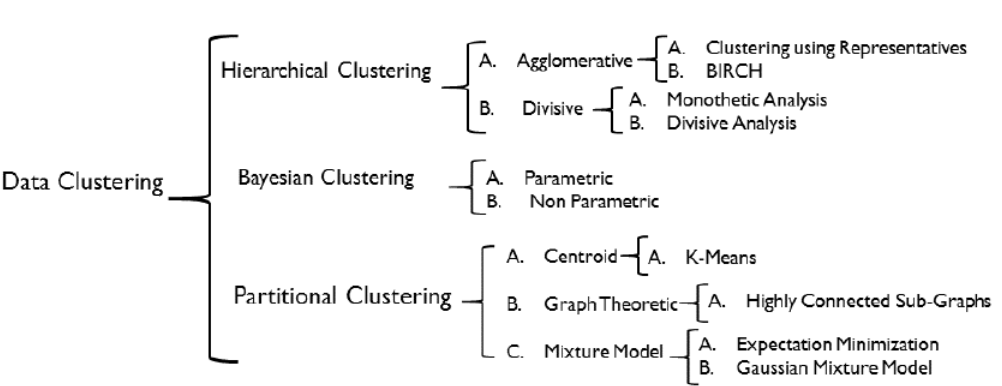 Data Clustering
Hierarchical Clustering
A. Agglomerative
A. Clustering using Representatives
B. BIRCH
B. Divisive
A. Monothetic Analysis
B. Divisive Analysis
Bayesian Clustering
A. Parametric
B. Non Parametric
Partitional Clustering
A. Centroid
A. K-Means
B. Graph Theoretic
A. Highly Connected Sub-Graphs
C. Mixture Model
A. Expectation Minimization
B. Gaussian Mixture Model